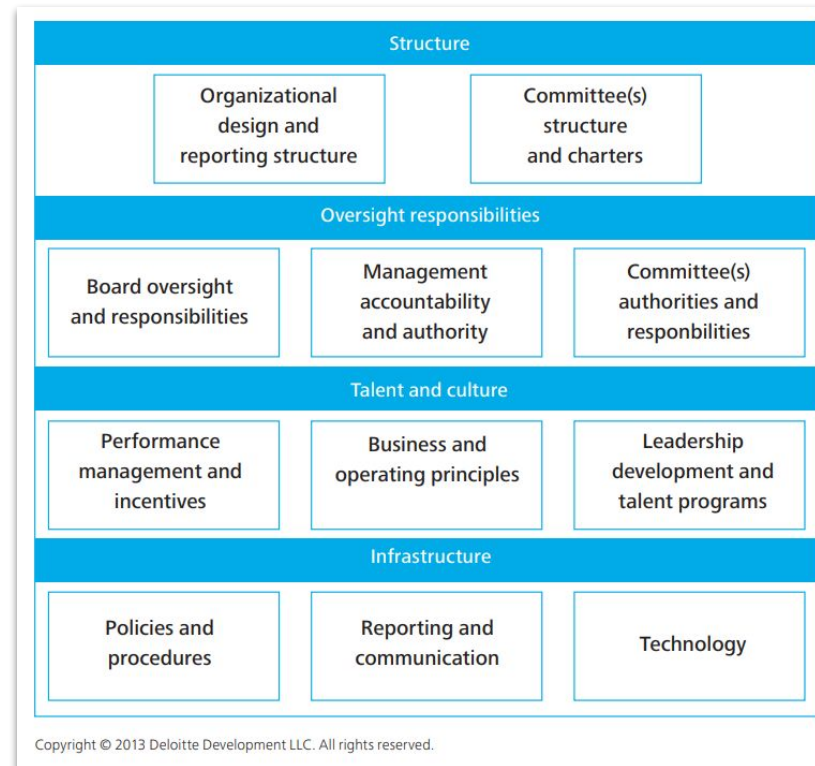 Structure
Organizational
design and
reporting structure
Committee(s)
structure
and charters
Oversight responsibilities
Board oversight
and responsibilities
Management
accountability
and authority
Committee(s)
authorities and
responbilities
Talent and culture
Performance
management and
incentives
Business and
operating principles
Leadership
development and
talent programs
Infrastructure
Policies and
procedures
Reporting and
communication
Technology
Copyright © 2013 Deloitte Development LLC. All rights reserved.